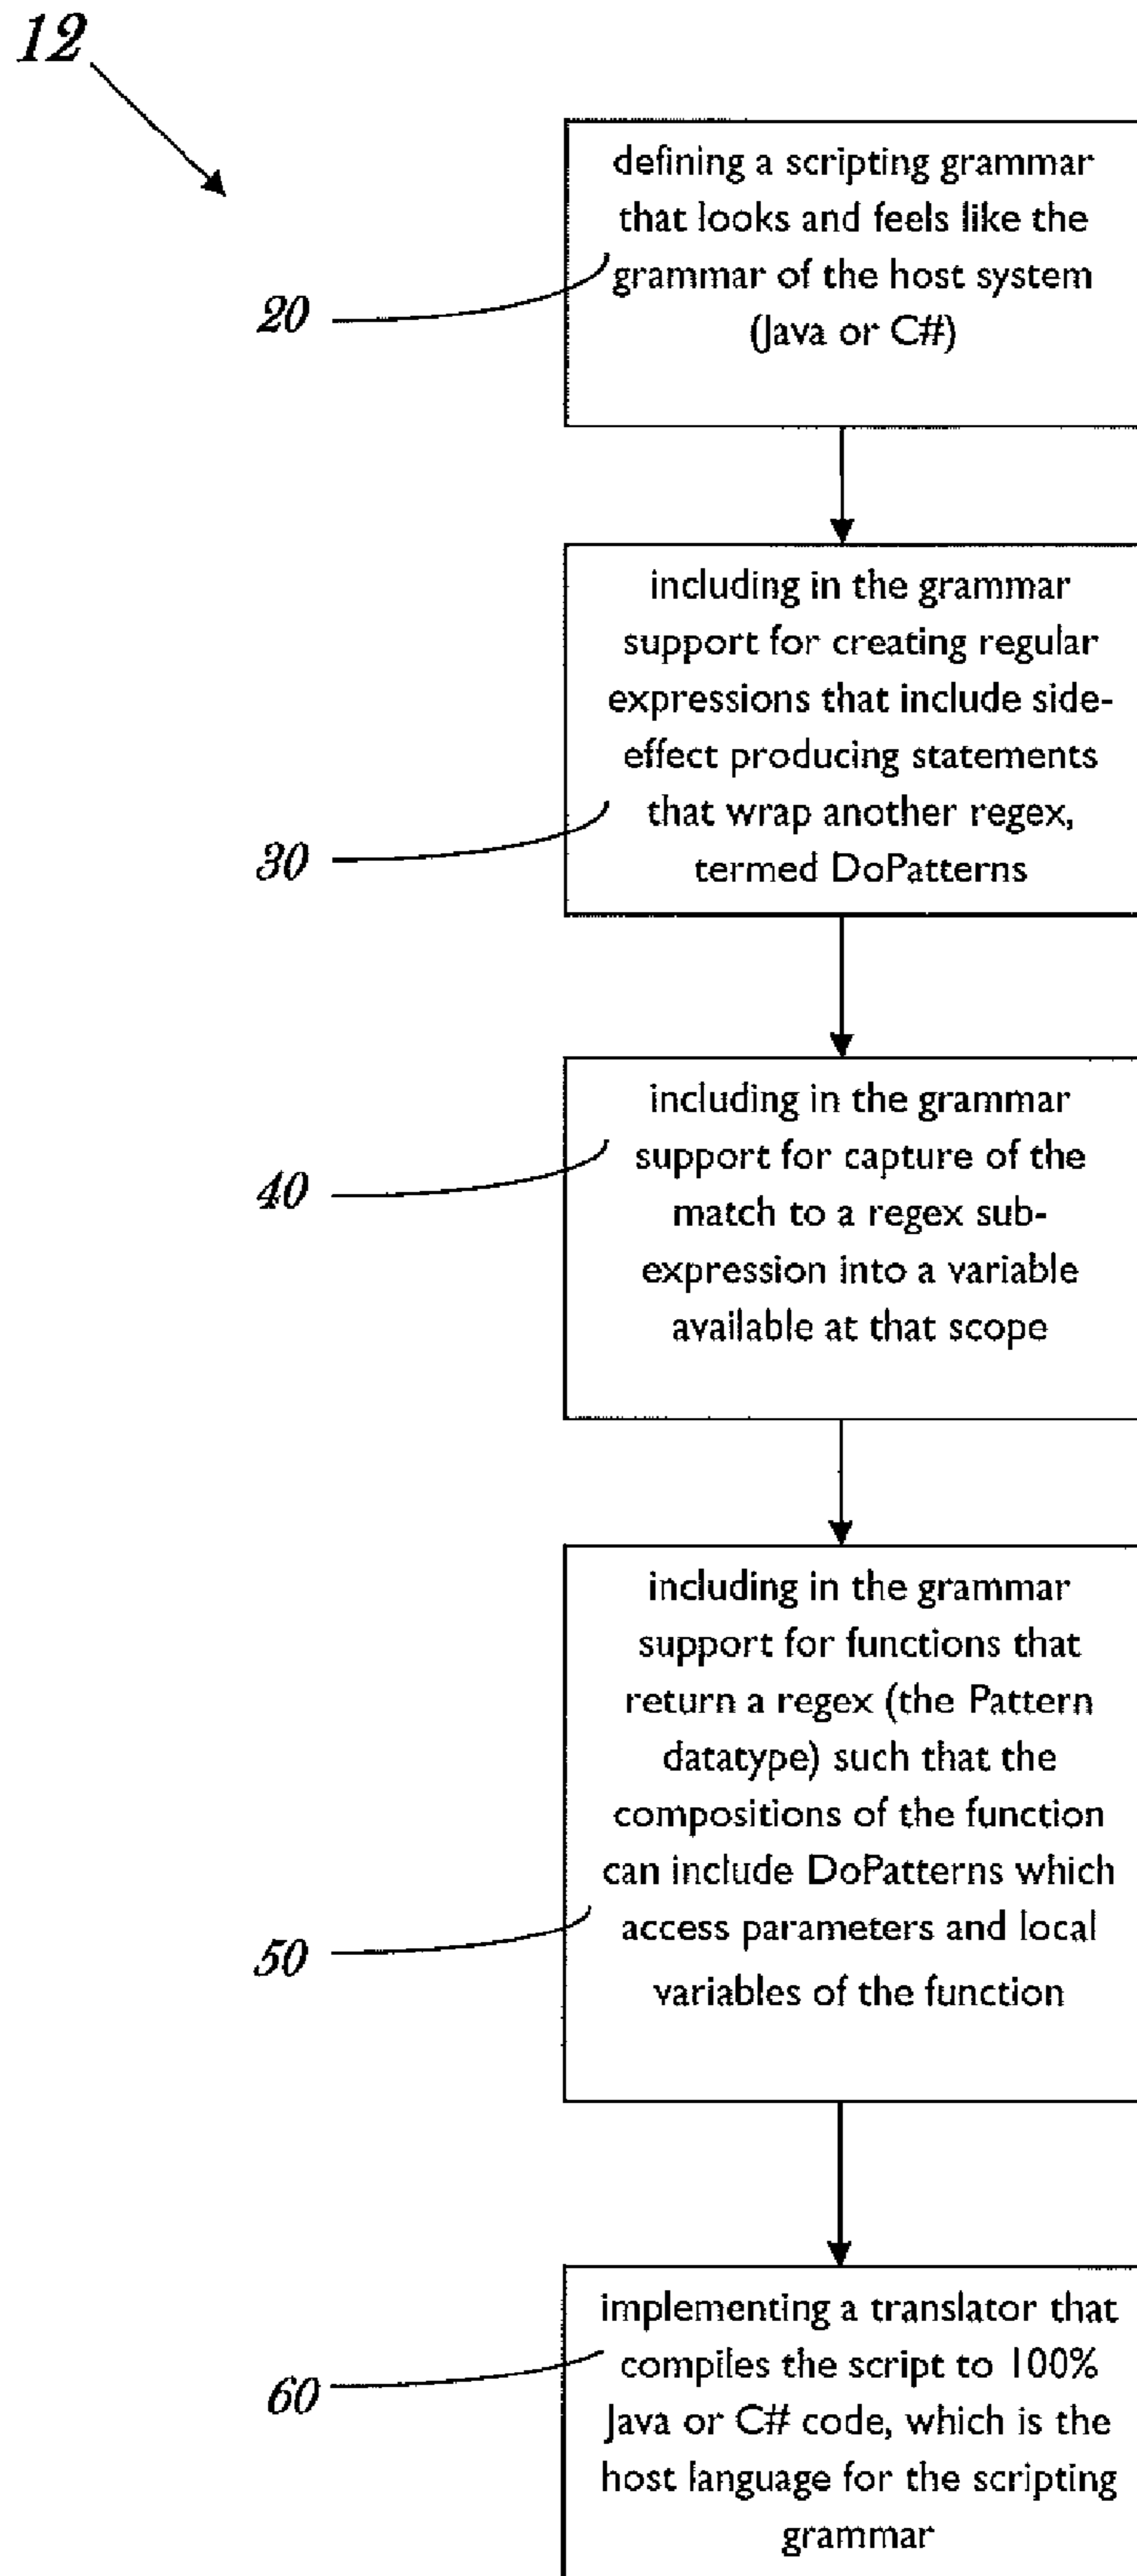 12
defining a scripting grammar
that looks and feels like the
grammar of the host system
(Java or C#)
20
including in the grammar
support for creating regular
expressions that include side-
effect producing statements
that wrap another regex,
termed DoPatterns
30
including in the grammar
support for capture of the
match to a regex sub-
expression into a variable
available at that scope
40
including in the grammar
support for functions that
return a regex (the Pattern
datatype) such that the
compositions of the function
can include DoPatterns which
access parameters and local
variables of the function
50
implementing a translator that
compiles the script to 100%
Java or C# code, which is the
host language for the scripting
grammar
60